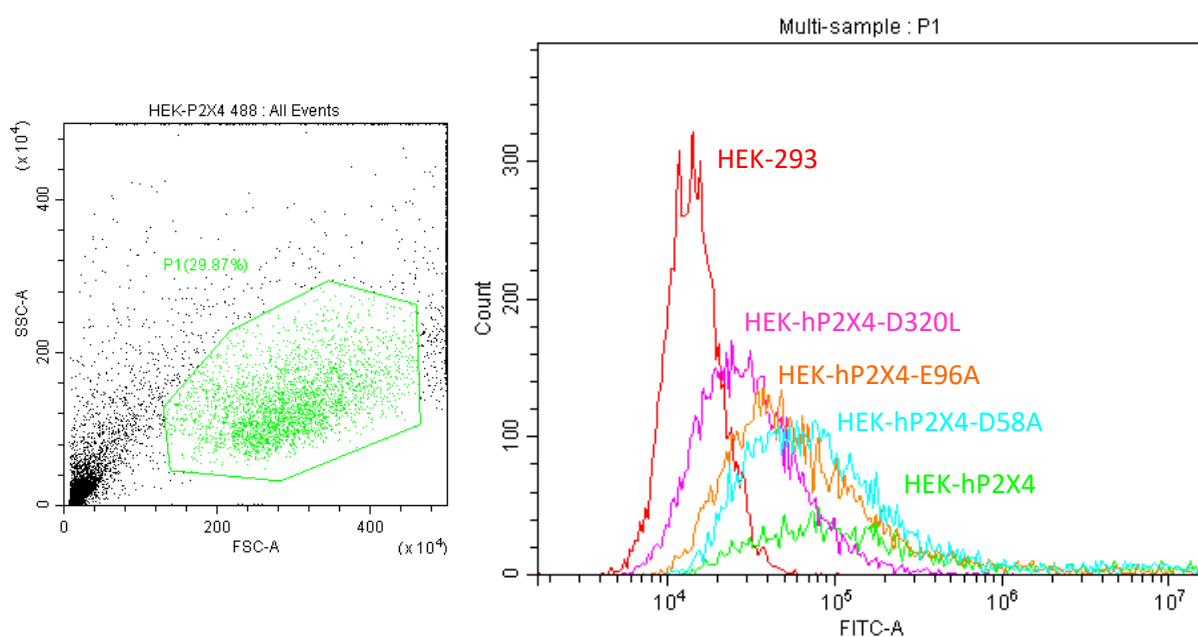 HEK-P2X4 488 : All Events
(x 10⁴)
SSC-A
400
200
0
P1(29.87%)
0
200
400
FSC-A
(x 10⁴)
Multi-sample : P1
Count
300
200
100
0
HEK-293
HEK-hP2X4-D320L
HEK-hP2X4-E96A
HEK-hP2X4-D58A
HEK-hP2X4
10⁴
10⁵
10⁶
10⁷
FITC-A